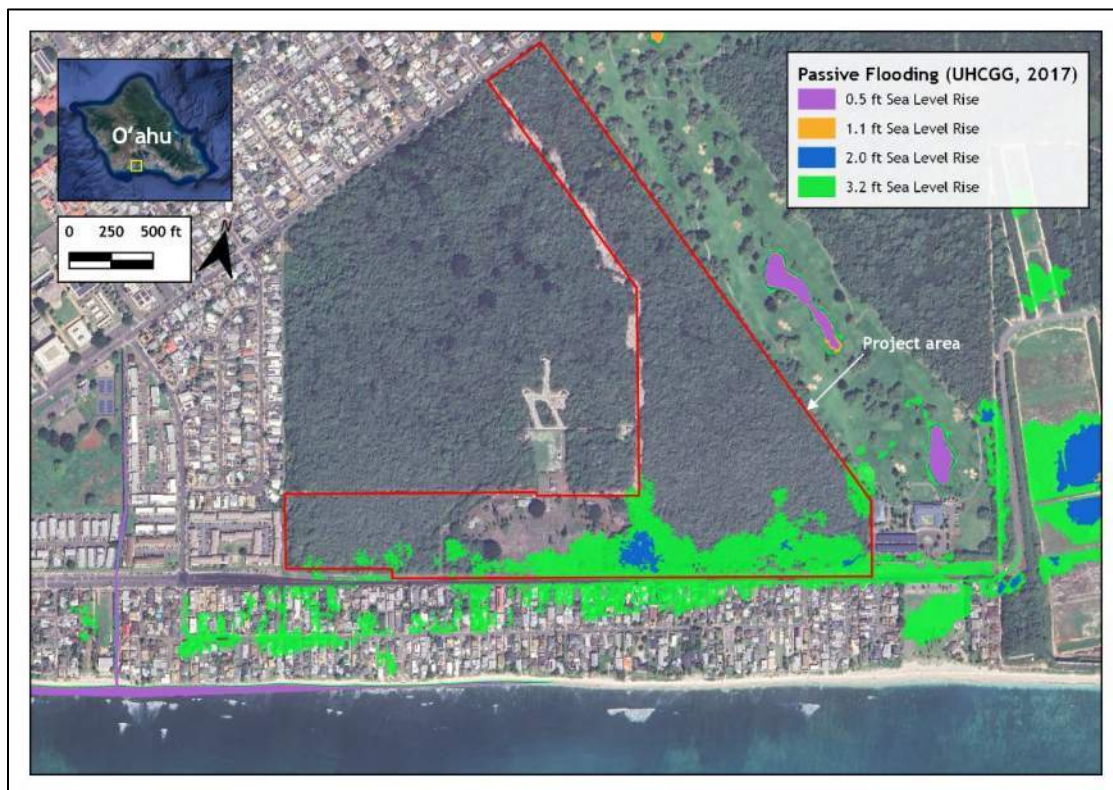 Passive Flooding (UHCGG, 2017)
0.5 ft Sea Level Rise
1.1 ft Sea Level Rise
2.0 ft Sea Level Rise
3.2 ft Sea Level Rise
Oʻahu
0 250 500 ft
N
Project area